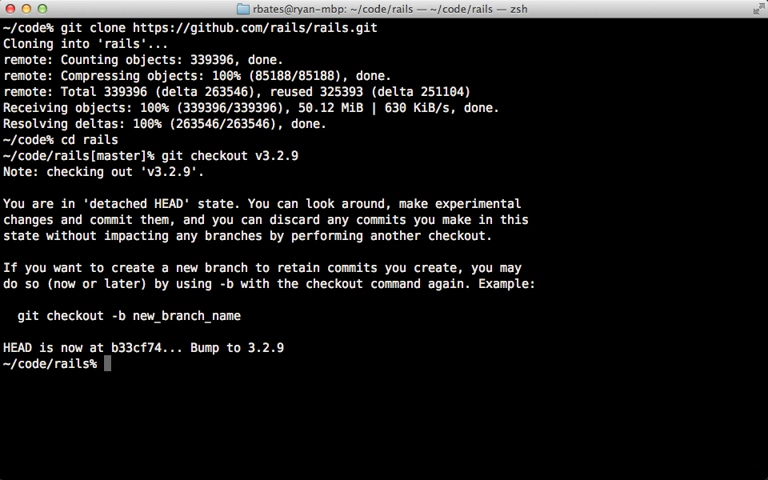 rbates@ryan-mbp: ~/code/rails — ~/code/rails — zsh
~/code% git clone https://github.com/rails/rails.git
Cloning into 'rails'...
remote: Counting objects: 339396, done.
remote: Compressing objects: 100% (85188/85188), done.
remote: Total 339396 (delta 263546), reused 325393 (delta 251104)
Receiving objects: 100% (339396/339396), 50.12 MiB | 630 KiB/s, done.
Resolving deltas: 100% (263546/263546), done.
~/code% cd rails
~/code/rails[master]% git checkout v3.2.9
Note: checking out 'v3.2.9'.
You are in 'detached HEAD' state. You can look around, make experimental
changes and commit them, and you can discard any commits you make in this
state without impacting any branches by performing another checkout.
If you want to create a new branch to retain commits you create, you may
do so (now or later) by using -b with the checkout command again. Example:
git checkout -b new_branch_name
HEAD is now at b33cf74... Bump to 3.2.9
~/code/rails%